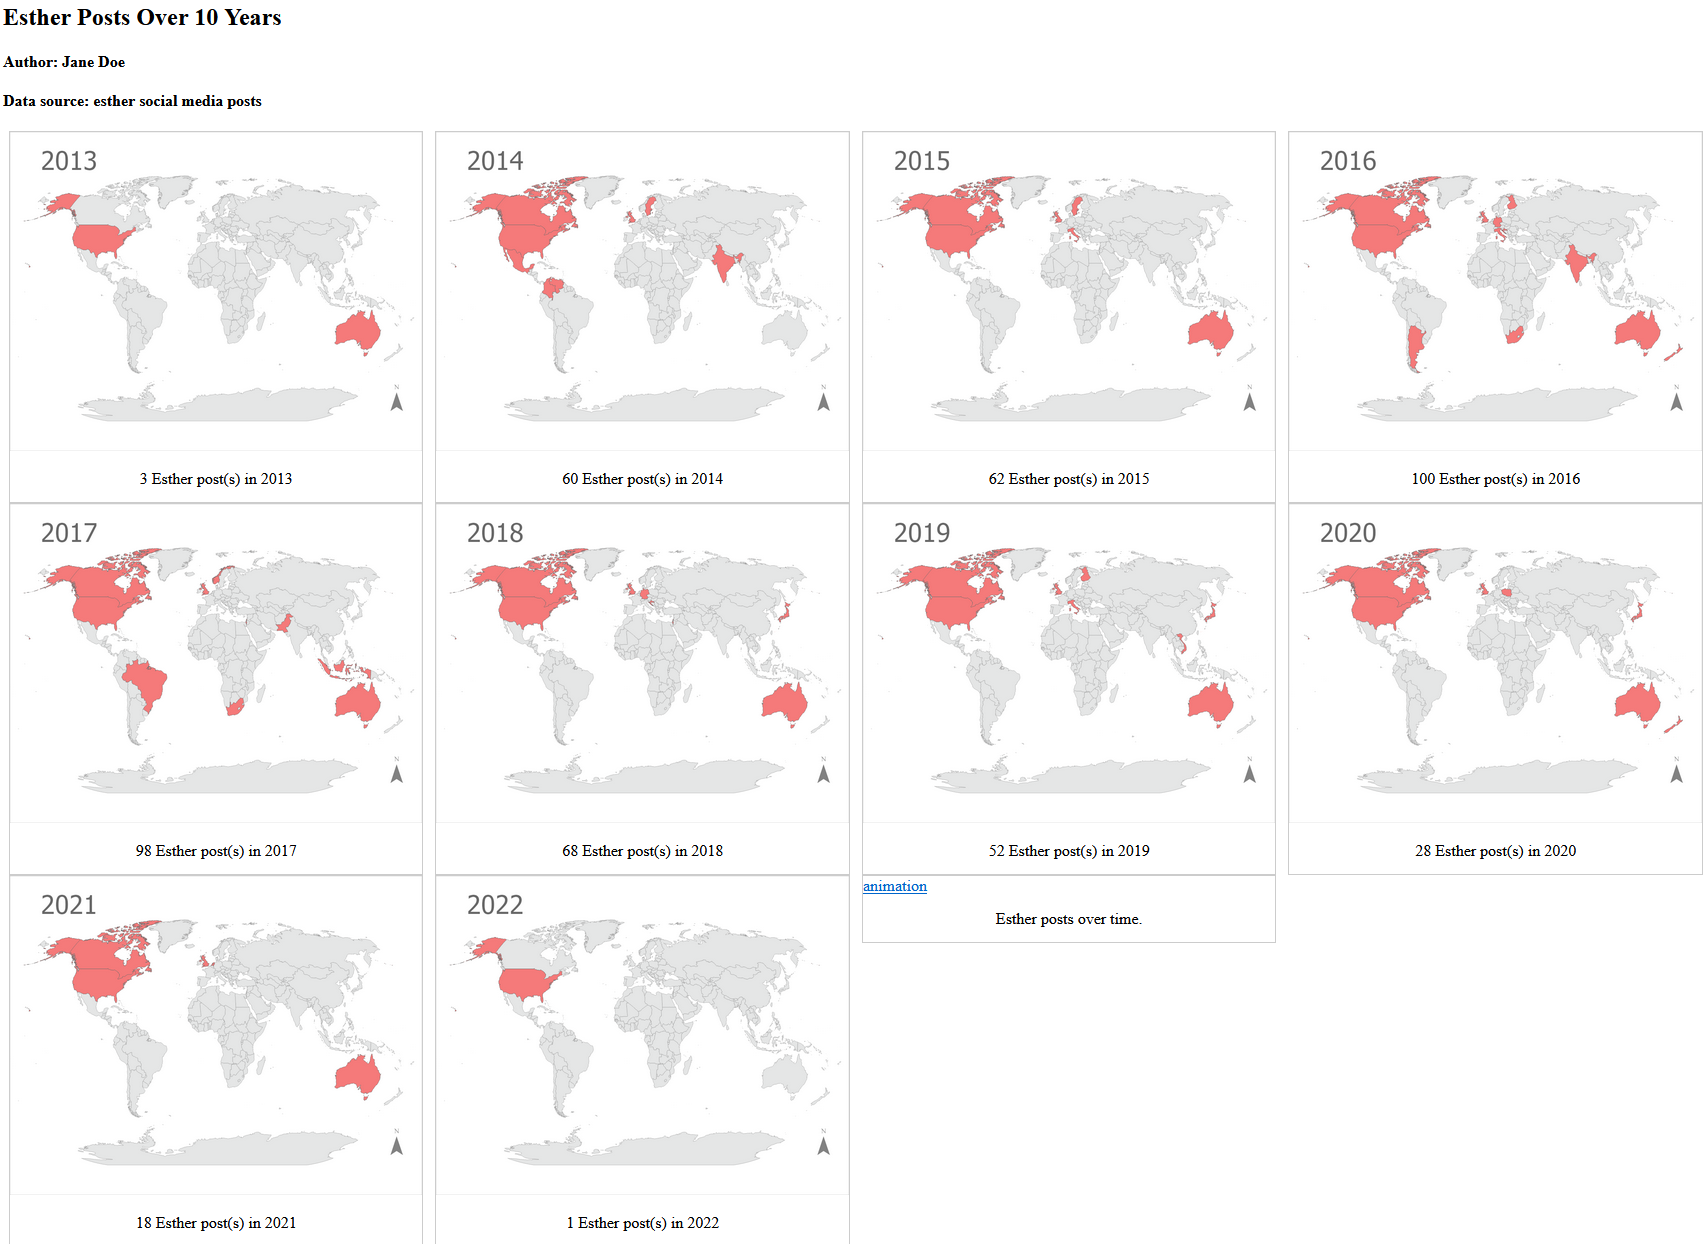 Esther Posts Over 10 Years
Author: Jane Doe
Data source: esther social media posts
2013
N
3 Esther post(s) in 2013
2014
N
60 Esther post(s) in 2014
2015
N
62 Esther post(s) in 2015
2016
N
100 Esther post(s) in 2016
2017
N
98 Esther post(s) in 2017
2018
N
68 Esther post(s) in 2018
2019
N
52 Esther post(s) in 2019
2020
N
28 Esther post(s) in 2020
2021
N
18 Esther post(s) in 2021
2022
N
1 Esther post(s) in 2022
animation
Esther posts over time.